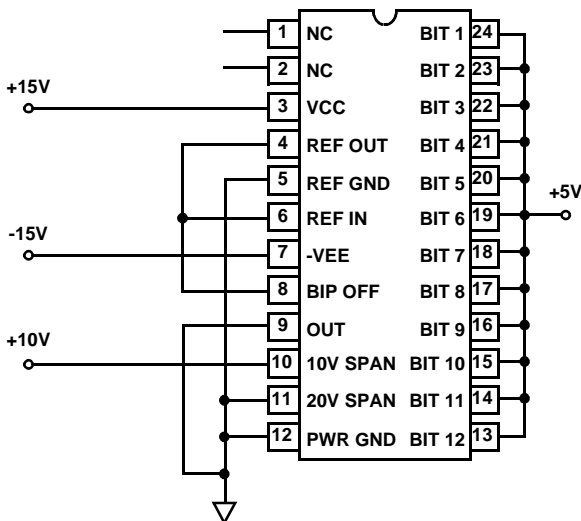 1 NC BIT 1 24
2 NC BIT 2 23
+15V
3 VCC BIT 3 22
4 REF OUT BIT 4 21
5 REF GND BIT 5 20
+5V
6 REF IN BIT 6 19
-15V
7 -VEE BIT 7 18
8 BIP OFF BIT 8 17
9 OUT BIT 9 16
+10V
10 10V SPAN BIT 10 15
11 20V SPAN BIT 11 14
12 PWR GND BIT 12 13